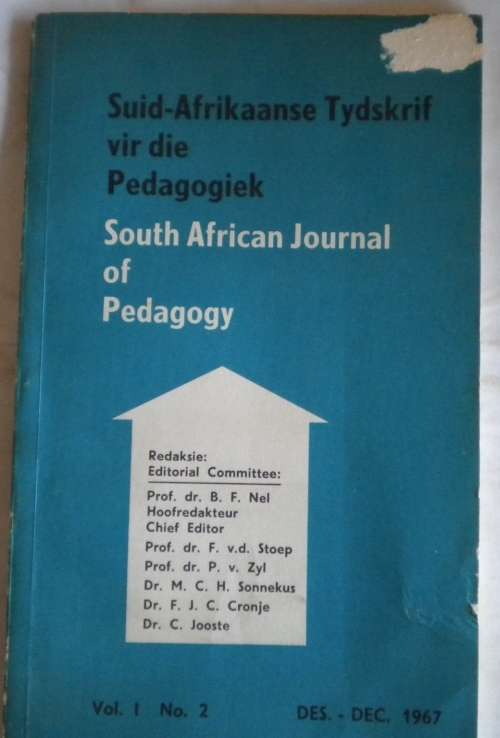 Suid-Afrikaanse Tydskrif
vir die
Pedagogiek
South African Journal
of
Pedagogy
Redaksie:
Editorial Committee:
Prof. dr. B. F. Nel
Hoofredakteur
Chief Editor
Prof. dr. F. v.d. Stoep
Prof. dr. P. v. Zyl
Dr. M. C. H. Sonnekus
Dr. F. J. C. Cronje
Dr. C. Jooste
Vol. I No. 2 DES. - DEC. 1967